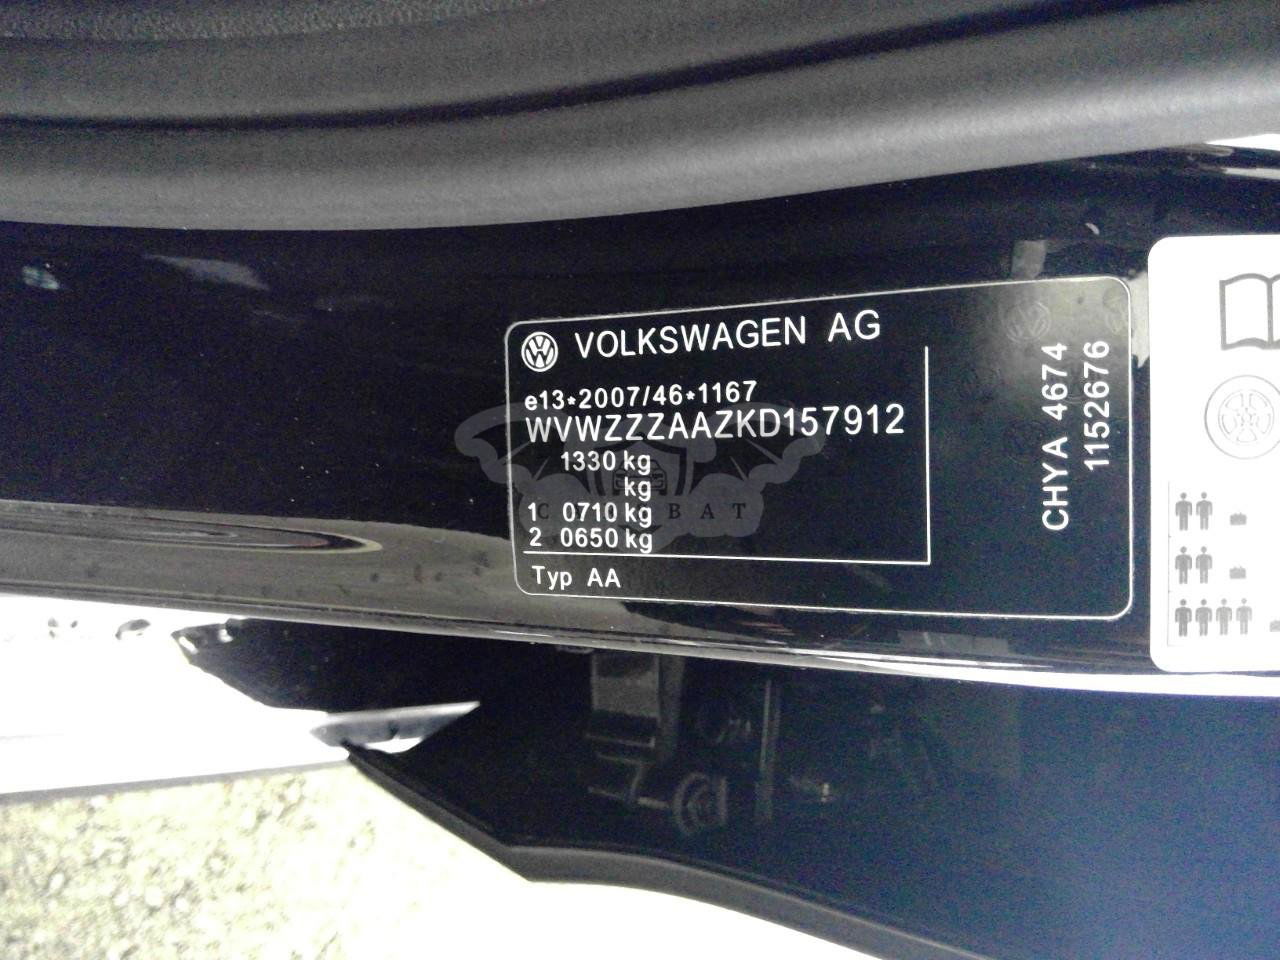 VOLKSWAGEN AG
e13*2007/46*1167
WVWZZZAAZKD157912
1330 kg
kg
1 0710 kg
2 0650 kg
Typ AA
CHYA 4674
1152676